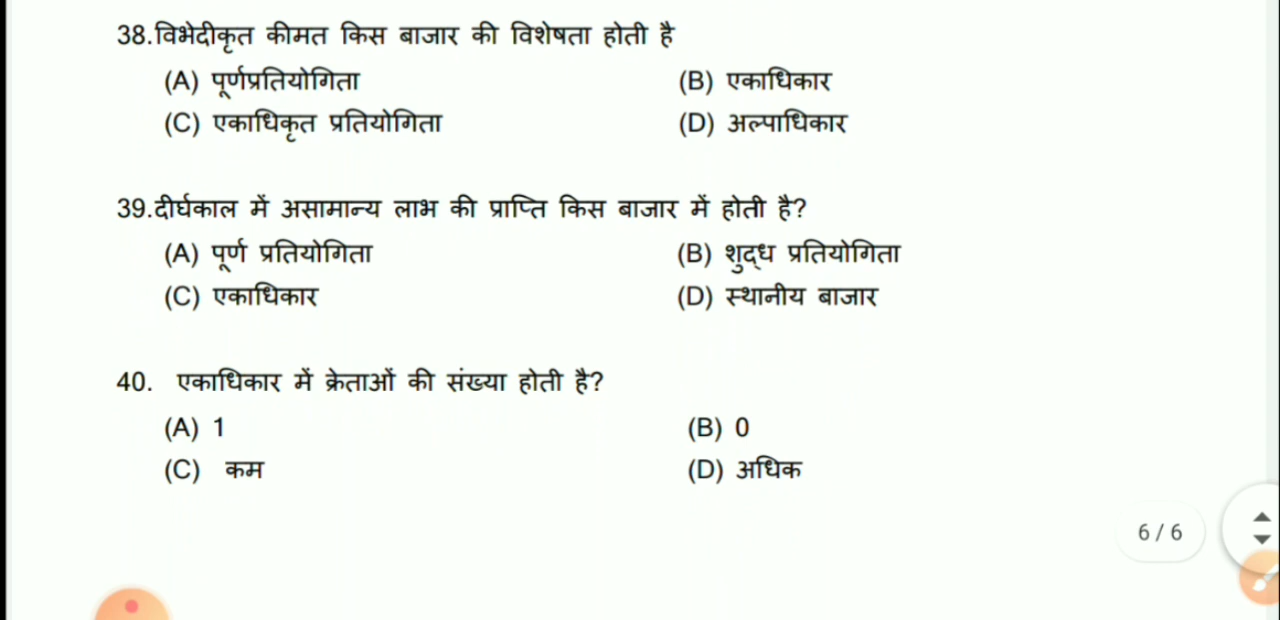 38.विभेदीकृत कीमत किस बाजार की विशेषता होती है
(A) पूर्णप्रतियोगिता (B) एकाधिकार
(C) एकाधिकृत प्रतियोगिता (D) अल्पाधिकार
39.दीर्घकाल में असामान्य लाभ की प्राप्ति किस बाजार में होती है?
(A) पूर्ण प्रतियोगिता (B) शुद्ध प्रतियोगिता
(C) एकाधिकार (D) स्थानीय बाजार
40. एकाधिकार में क्रेताओं की संख्या होती है?
(A) 1 (B) 0
(C) कम (D) अधिक
6 / 6